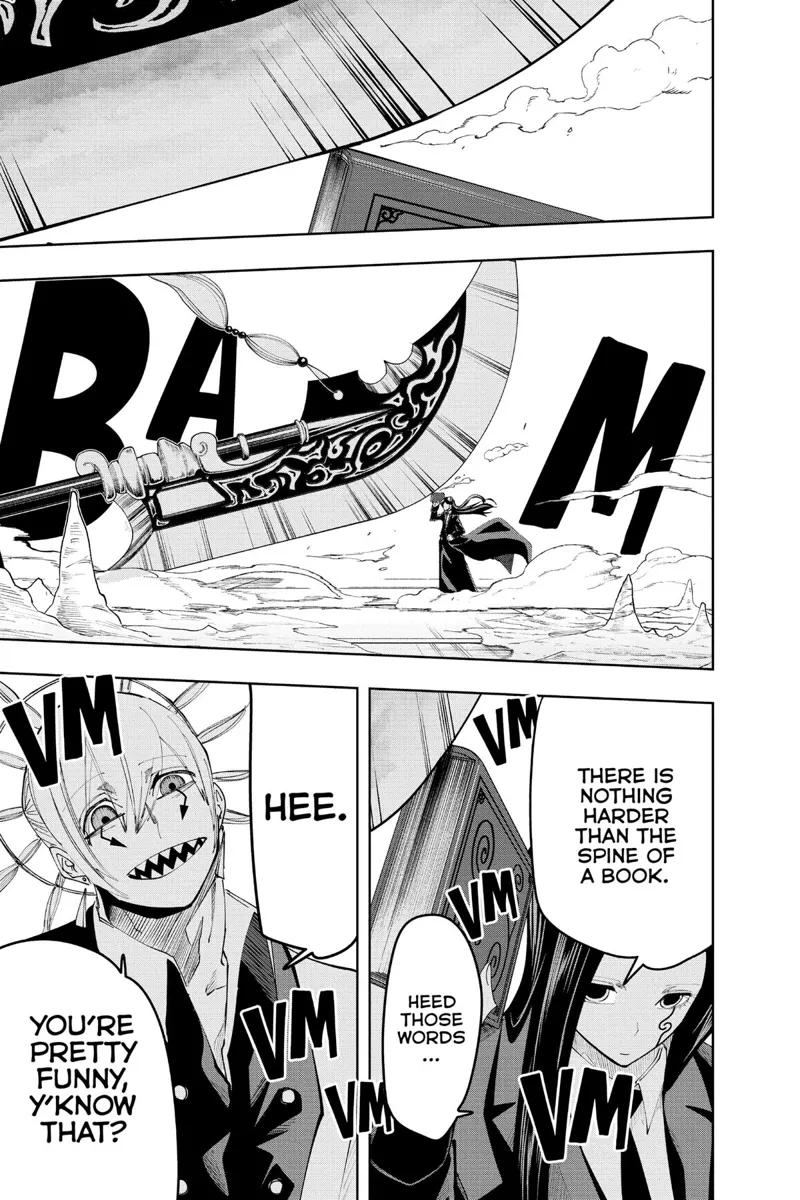 BAM
VM
THERE IS
NOTHING
HARDER
THAN THE
SPINE OF
A BOOK.
VM
HEED
THOSE
WORDS
...
VM
VM
HEE.
VM
YOU'RE
PRETTY
FUNNY,
Y'KNOW
THAT?
VM
VM